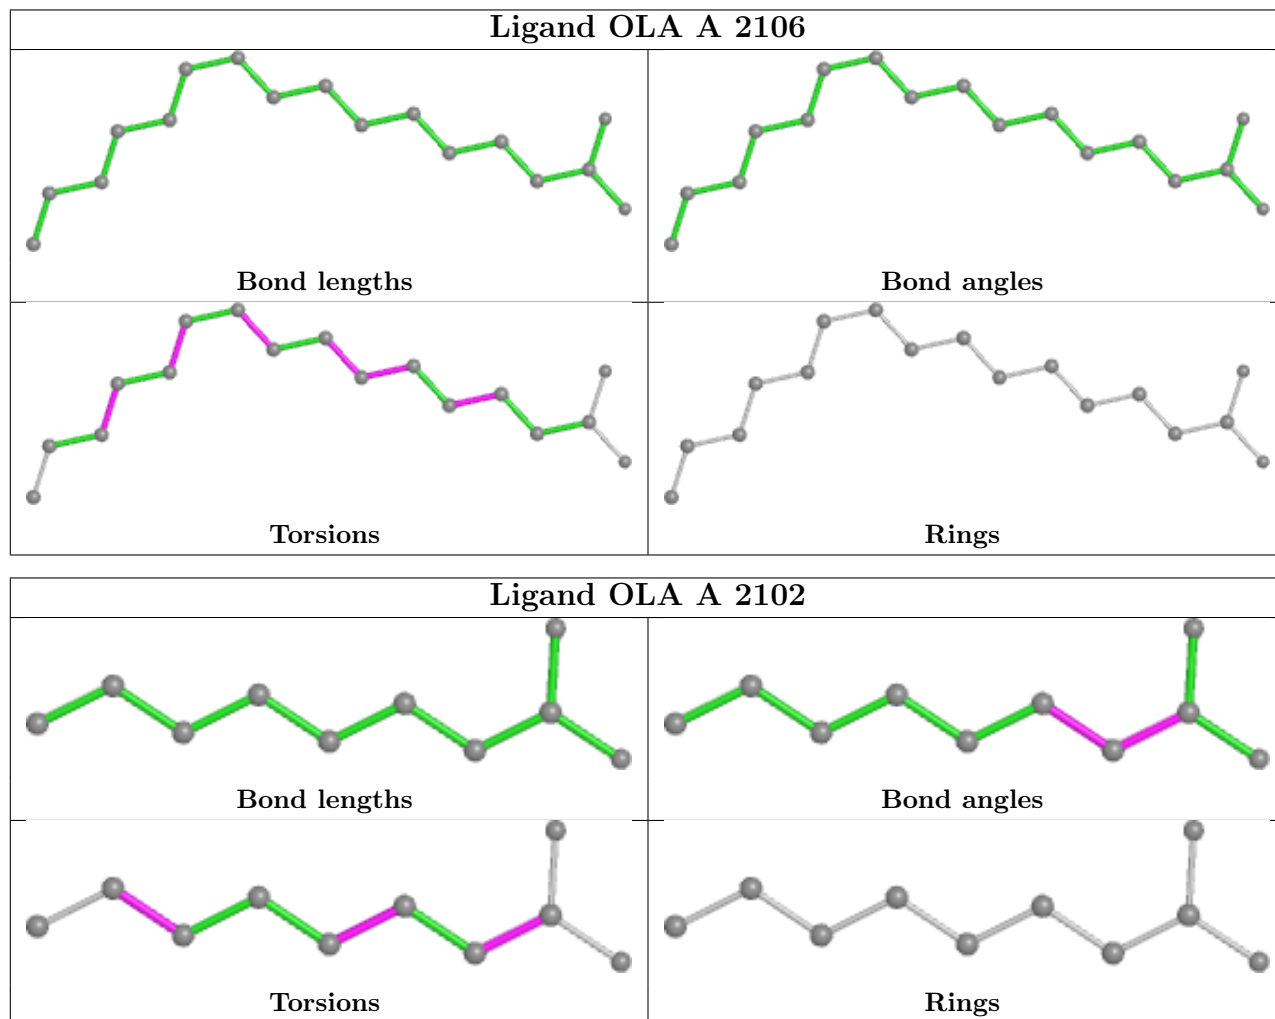 Ligand OLA A 2106
Bond lengths
Bond angles
Torsions
Rings
Ligand OLA A 2102
Bond lengths
Bond angles
Torsions
Rings